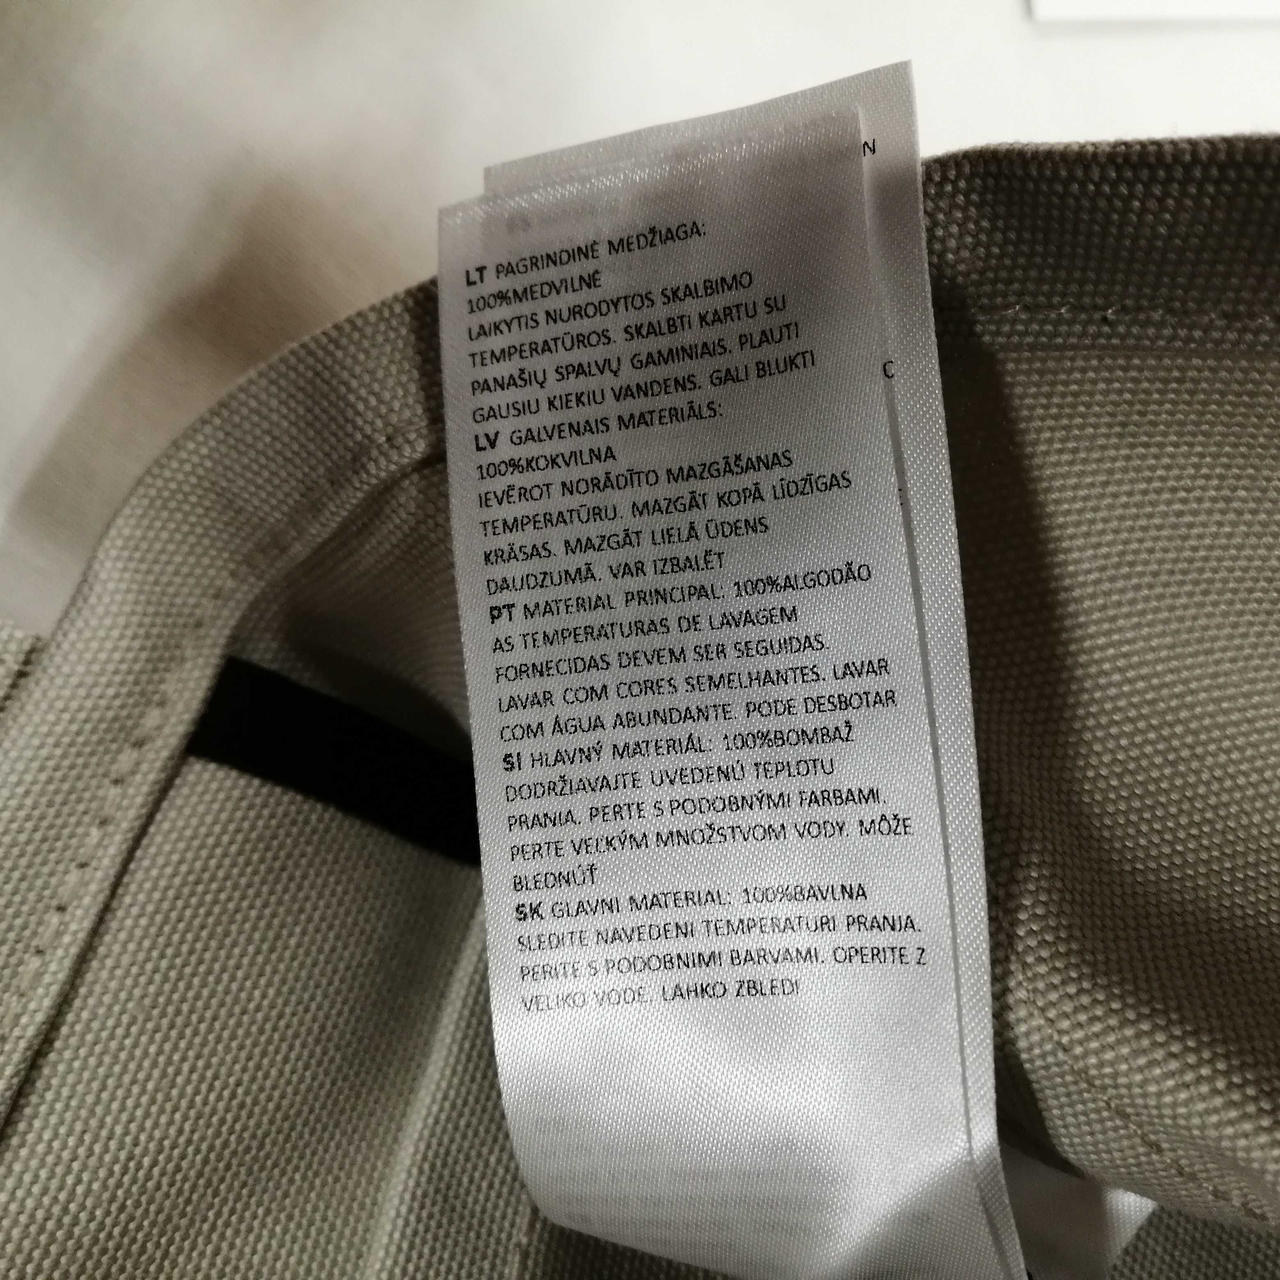 LT PAGRINDINĖ MEDŽIAGA:
100%MEDVILNĖ
LAIKYTIS NURODYTOS SKALBIMO
TEMPERATŪROS. SKALBTI KARTU SU
PANAŠIŲ SPALVŲ GAMINIAIS. PLAUTI
GAUSIU KIEKIU VANDENS. GALI BLUKTI
LV GALVENAIS MATERIĀLS:
100%KOKVILNA
IEVĒROT NORĀDĪTO MAZGĀŠANAS
TEMPERATŪRU. MAZGĀT KOPĀ LĪDZĪGAS
KRĀSAS. MAZGĀT LIELĀ ŪDENS
DAUDZUMĀ. VAR IZBALĒT
PT MATERIAL PRINCIPAL: 100%ALGODÃO
AS TEMPERATURAS DE LAVAGEM
FORNECIDAS DEVEM SER SEGUIDAS.
LAVAR COM CORES SEMELHANTES. LAVAR
COM ÁGUA ABUNDANTE. PODE DESBOTAR
SI HLAVNÝ MATERIÁL: 100%BOMBAŽ
DODRŽIAVAJTE UVEDENÚ TEPLOTU
PRANIA. PERTE S PODOBNÝMI FARBAMI.
PERTE VEĽKÝM MNOŽSTVOM VODY. MÔŽE
BLEDNÚŤ
SK GLAVNI MATERIAL: 100%BAVLNA
SLEDITE NAVEDENI TEMPERATURI PRANJA.
PERITE S PODOBNIMI BARVAMI. OPERITE Z
VELIKO VODE. LAHKO ZBLEDI
N
C